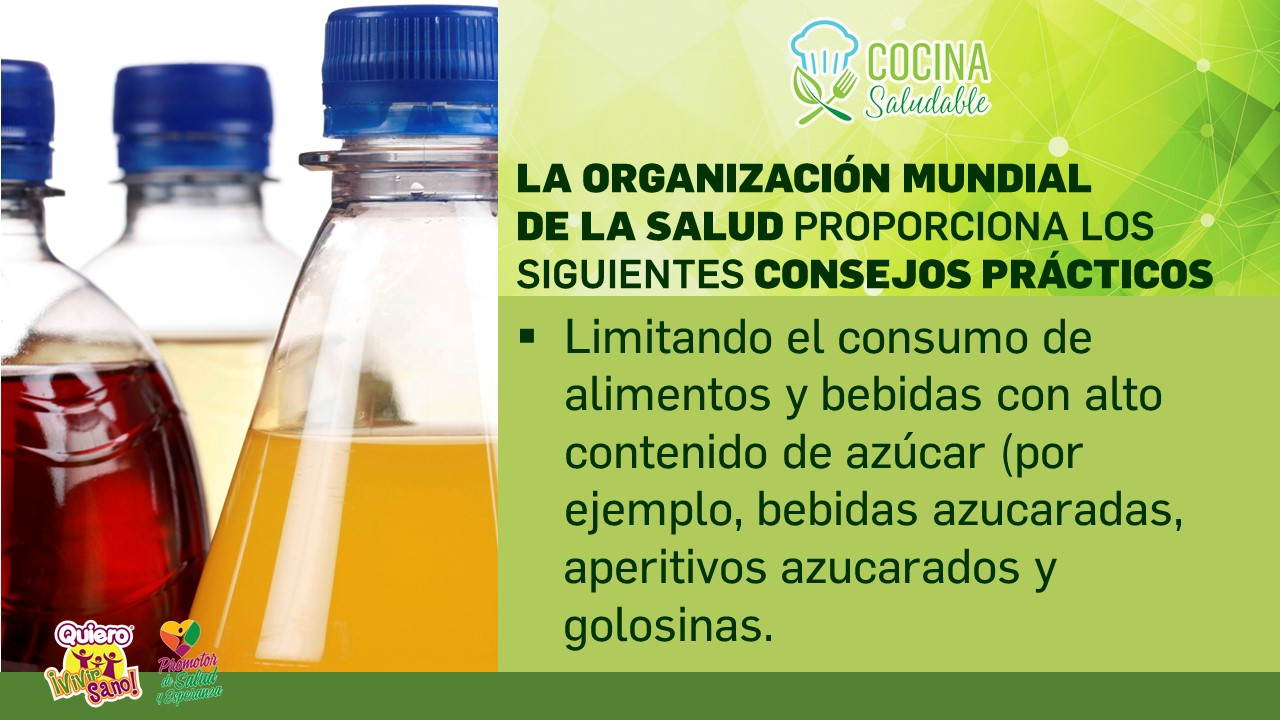 COCINA
Saludable
LA ORGANIZACIÓN MUNDIAL
DE LA SALUD PROPORCIONA LOS
SIGUIENTES CONSEJOS PRÁCTICOS
▪ Limitando el consumo de
alimentos y bebidas con alto
contenido de azúcar (por
ejemplo, bebidas azucaradas,
aperitivos azucarados y
golosinas.
Quiero
¡Vivir
Sano!
Promotor
de Salud
y Esperanza